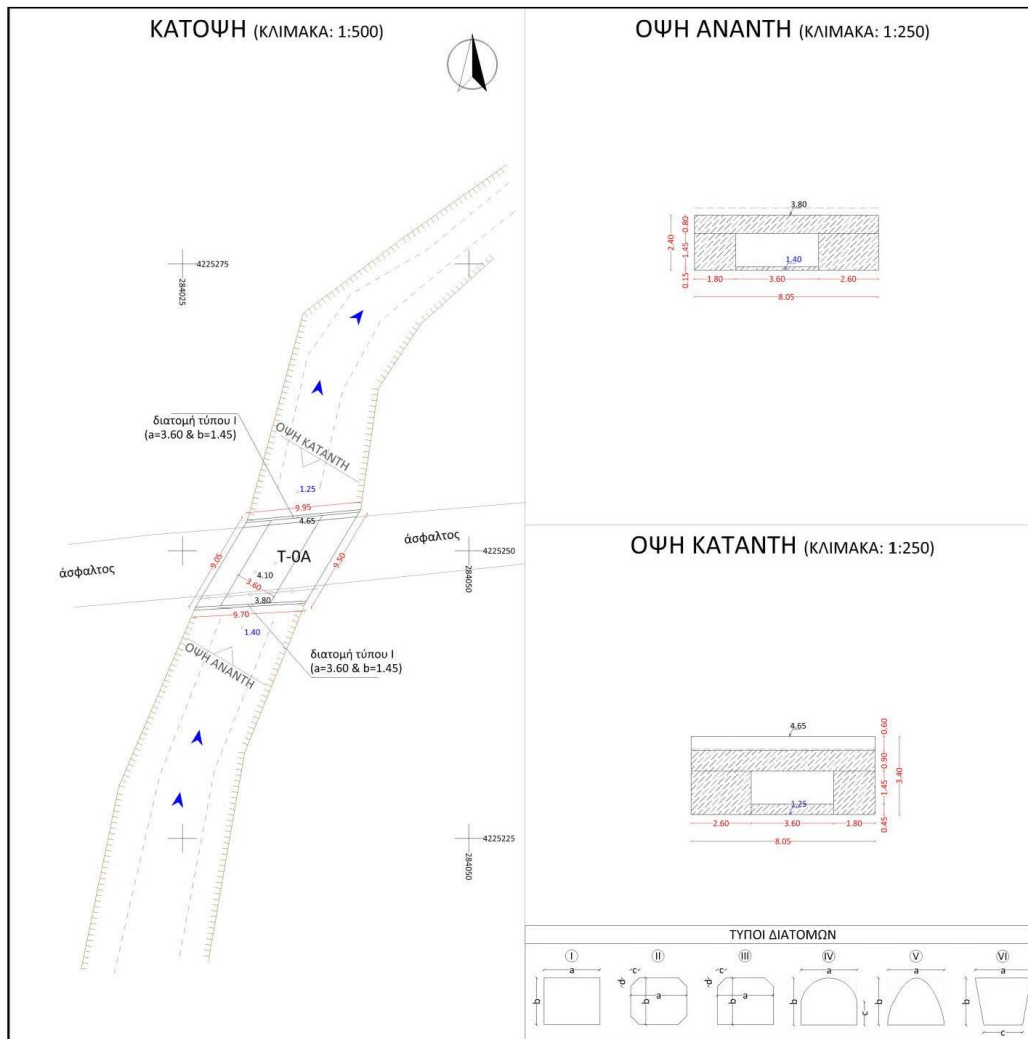 ΚΑΤΟΨΗ (ΚΛΙΜΑΚΑ: 1:500)
4225275
284025
διατομή τύπου Ι
(a=3.60 & b=1.45)
ΟΨΗ ΚΑΤΑΝΤΗ
1.25
9.95
4.65
άσφαλτος
άσφαλτος
T-0A
9.05
9.50
4.10
3.60
3.80
9.70
1.40
4225250
284050
διατομή τύπου Ι
(a=3.60 & b=1.45)
ΟΨΗ ΑΝΑΝΤΗ
4225225
284050
ΟΨΗ ΑΝΑΝΤΗ (ΚΛΙΜΑΚΑ: 1:250)
3.80
2.40
0.80
1.45
0.15
1.40
1.80 3.60 2.60
8.05
ΟΨΗ ΚΑΤΑΝΤΗ (ΚΛΙΜΑΚΑ: 1:250)
4.65
0.60
0.90
1.45
0.45
3.40
1.25
2.60 3.60 1.80
8.05
ΤΥΠΟΙ ΔΙΑΤΟΜΩΝ
I II III IV V VI
a c c a a a
b d b a d b a b c b b c